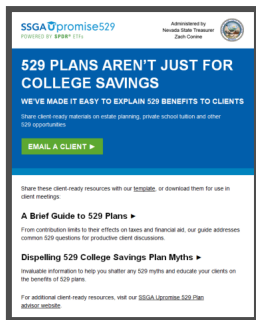 SSGA Upromise529
POWERED BY SPDR® ETFs
Administered by
Nevada State Treasurer
Zach Conine
529 PLANS AREN'T JUST FOR
COLLEGE SAVINGS
WE'VE MADE IT EASY TO EXPLAIN 529 BENEFITS TO CLIENTS
Share client-ready materials on estate planning, private school tuition and other
529 opportunities.
EMAIL A CLIENT ►
Share these client-ready resources with our template, or download them for use in
client meetings:
A Brief Guide to 529 Plans ►
From contribution limits to their effects on taxes and financial aid, our guide addresses
common 529 questions for productive client discussions.
Dispelling 529 College Savings Plan Myths ►
Invaluable information to help you shatter any 529 myths and educate your clients on
the benefits of 529 plans.
For additional client-ready resources, visit our SSGA Upromise 529 Plan
advisor website.